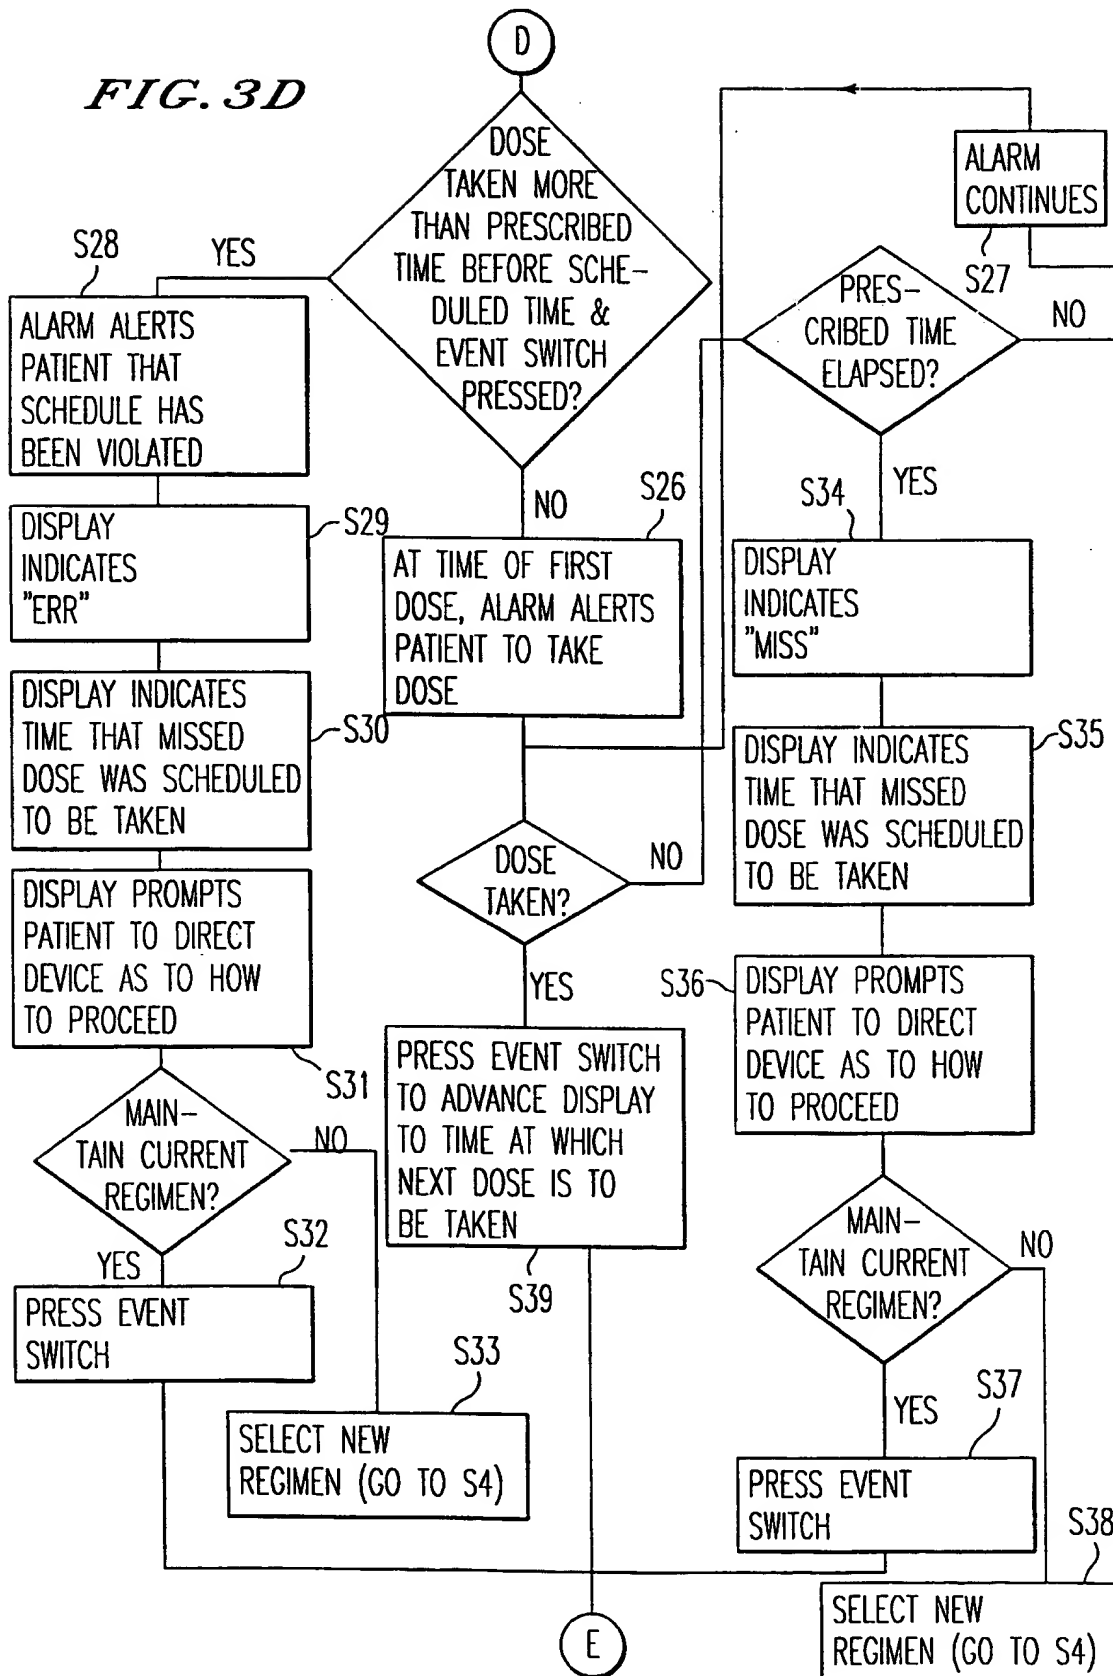 FIG. 3D
D
DOSE
TAKEN MORE
THAN PRESCRIBED
TIME BEFORE SCHE-
DULED TIME &
EVENT SWITCH
PRESSED?
YES
S28
ALARM ALERTS
PATIENT THAT
SCHEDULE HAS
BEEN VIOLATED
DISPLAY
INDICATES
"ERR"
S29
DISPLAY INDICATES
TIME THAT MISSED
DOSE WAS SCHEDULED
TO BE TAKEN
S30
DISPLAY PROMPTS
PATIENT TO DIRECT
DEVICE AS TO HOW
TO PROCEED
S31
MAIN-
TAIN CURRENT
REGIMEN?
NO
YES
S32
PRESS EVENT
SWITCH
S33
SELECT NEW
REGIMEN (GO TO S4)
NO
S26
AT TIME OF FIRST
DOSE, ALARM ALERTS
PATIENT TO TAKE
DOSE
DOSE
TAKEN?
NO
YES
PRESS EVENT SWITCH
TO ADVANCE DISPLAY
TO TIME AT WHICH
NEXT DOSE IS TO
BE TAKEN
S39
ALARM
CONTINUES
S27
PRES-
CRIBED TIME
ELAPSED?
NO
YES
S34
DISPLAY
INDICATES
"MISS"
S35
DISPLAY INDICATES
TIME THAT MISSED
DOSE WAS SCHEDULED
TO BE TAKEN
S36
DISPLAY PROMPTS
PATIENT TO DIRECT
DEVICE AS TO HOW
TO PROCEED
MAIN-
TAIN CURRENT
REGIMEN?
NO
YES
S37
PRESS EVENT
SWITCH
S38
SELECT NEW
REGIMEN (GO TO S4)
E